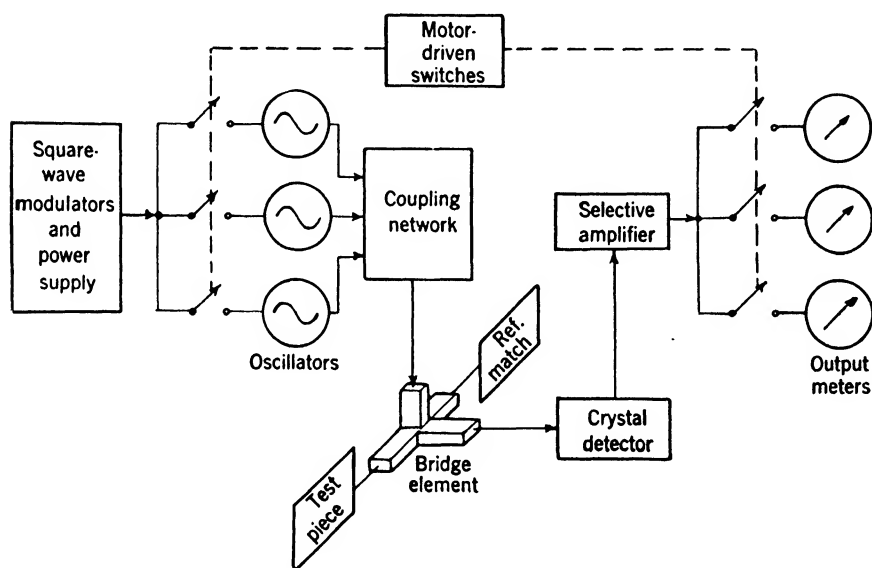 Motor-
driven
switches
Square-
wave
modulators
and
power
supply
Oscillators
Coupling
network
Selective
amplifier
Output
meters
Ref.
match
Crystal
detector
Bridge
element
Test
piece